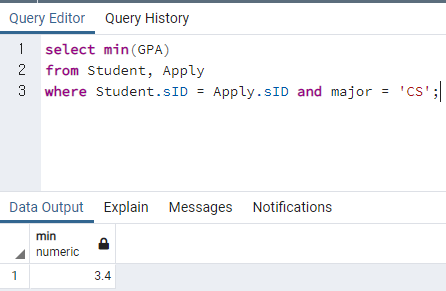 Query Editor Query History
1 select min(GPA)
2 from Student, Apply
3 where Student.sID = Apply.sID and major = 'CS';
Data Output Explain Messages Notifications
min
numeric
1 3.4